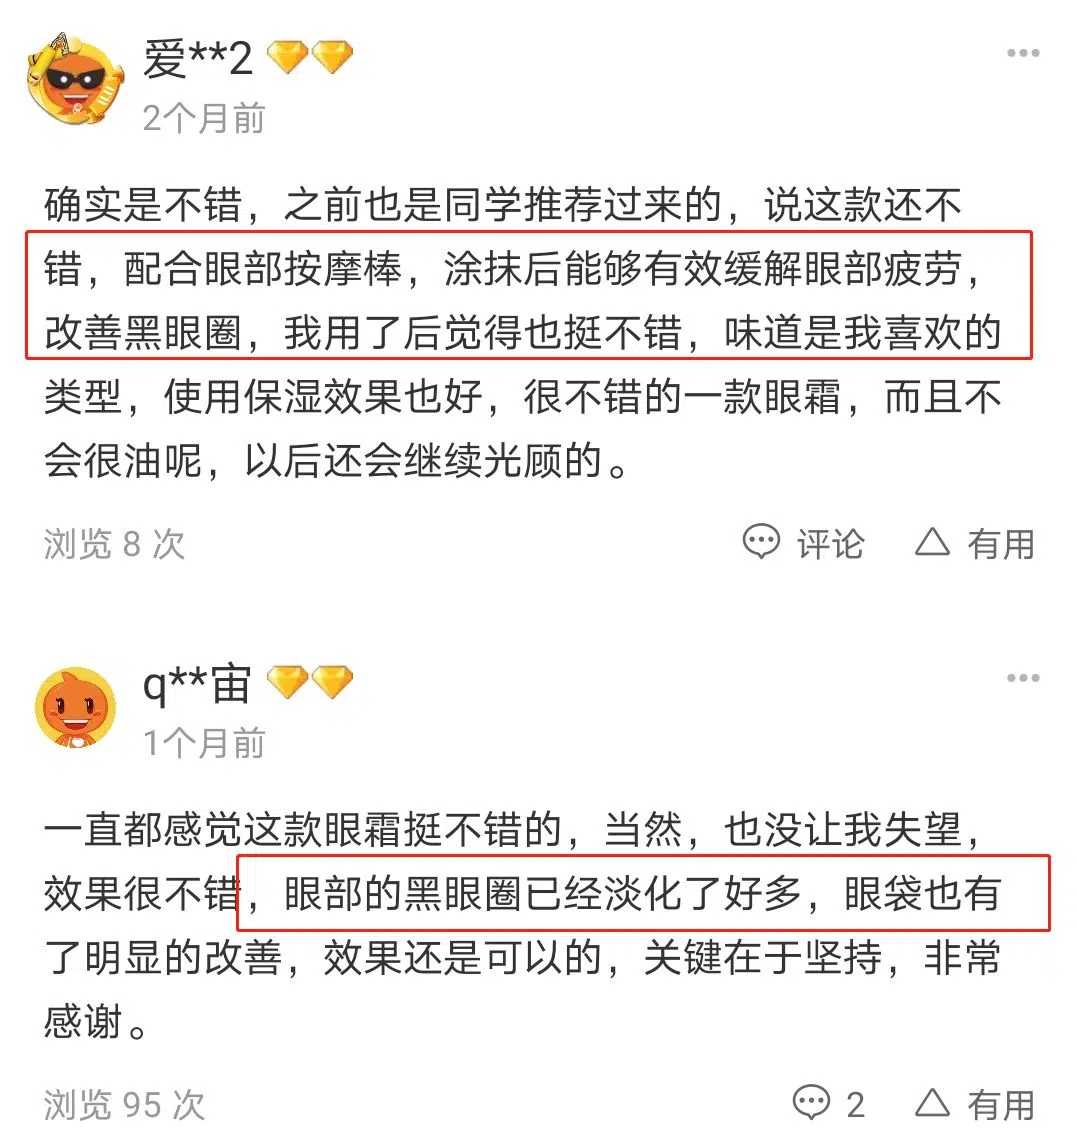 爱**2
2个月前
确实是不错，之前也是同学推荐过来的，说这款还不
错，配合眼部按摩棒，涂抹后能够有效缓解眼部疲劳，
改善黑眼圈，我用了后觉得也挺不错，味道是我喜欢的
类型，使用保湿效果也好，很不错的一款眼霜，而且不
会很油呢，以后还会继续光顾的。
浏览 8 次
评论
有用
q**宙
1个月前
一直都感觉这款眼霜挺不错的，当然，也没让我失望，
效果很不错，眼部的黑眼圈已经淡化了好多，眼袋也有
了明显的改善，效果还是可以的，关键在于坚持，非常
感谢。
浏览 95 次
2
有用